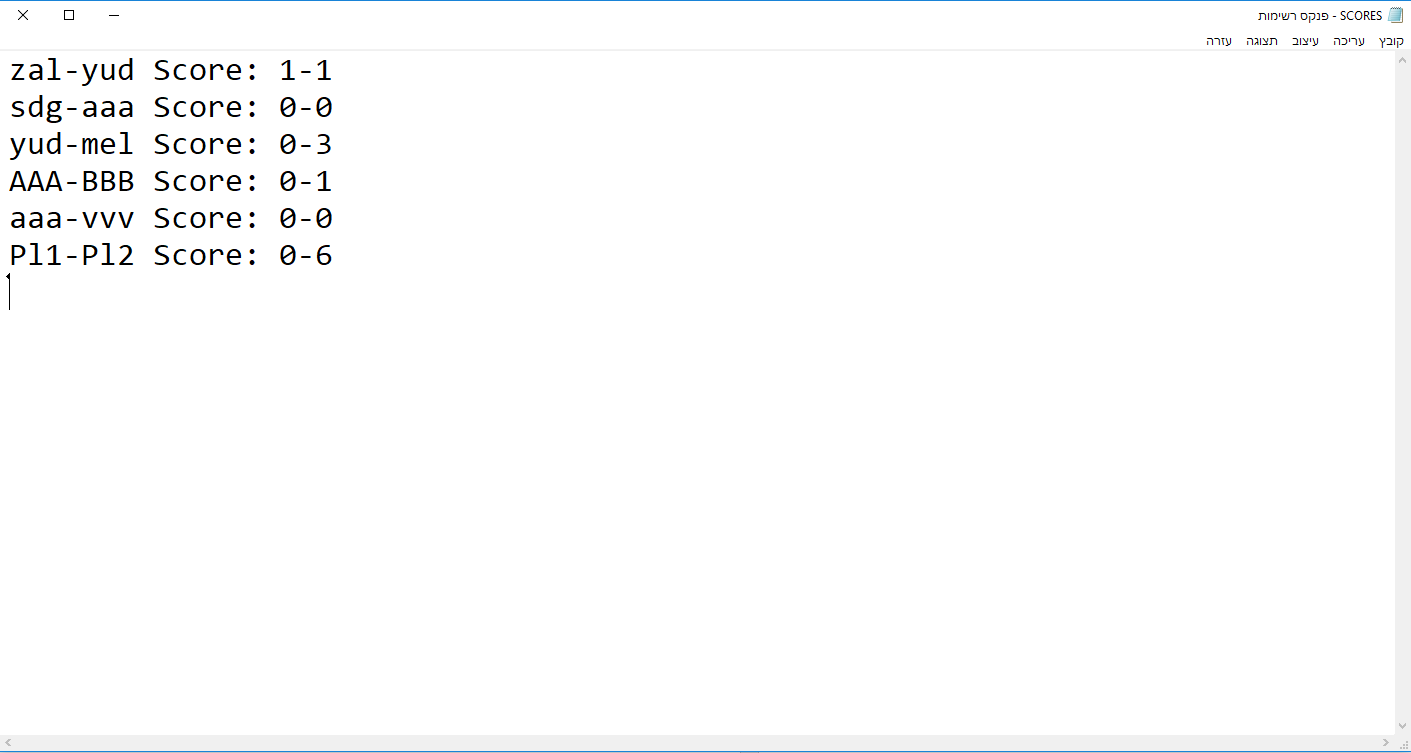 SCORES - פנקס רשימות
קובץ עריכה עיצוב תצוגה עזרה
zal-yud Score: 1-1
sdg-aaa Score: 0-0
yud-mel Score: 0-3
AAA-BBB Score: 0-1
aaa-vvv Score: 0-0
Pl1-Pl2 Score: 0-6